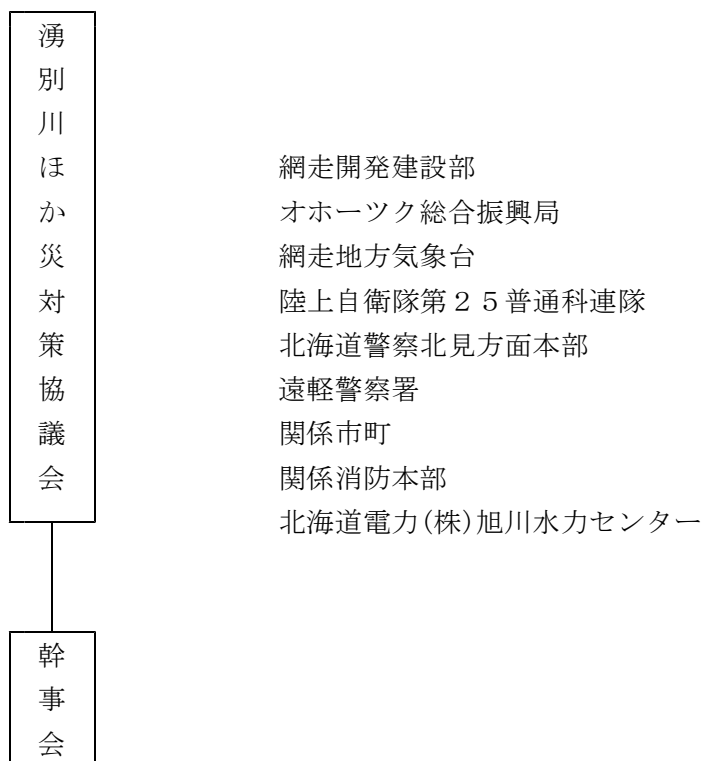 湧別川ほか災対策協議会
網走開発建設部
オホーツク総合振興局
網走地方気象台
陸上自衛隊第２５普通科連隊
北海道警察北見方面本部
遠軽警察署
関係市町
関係消防本部
北海道電力(株)旭川水力センター
幹事会